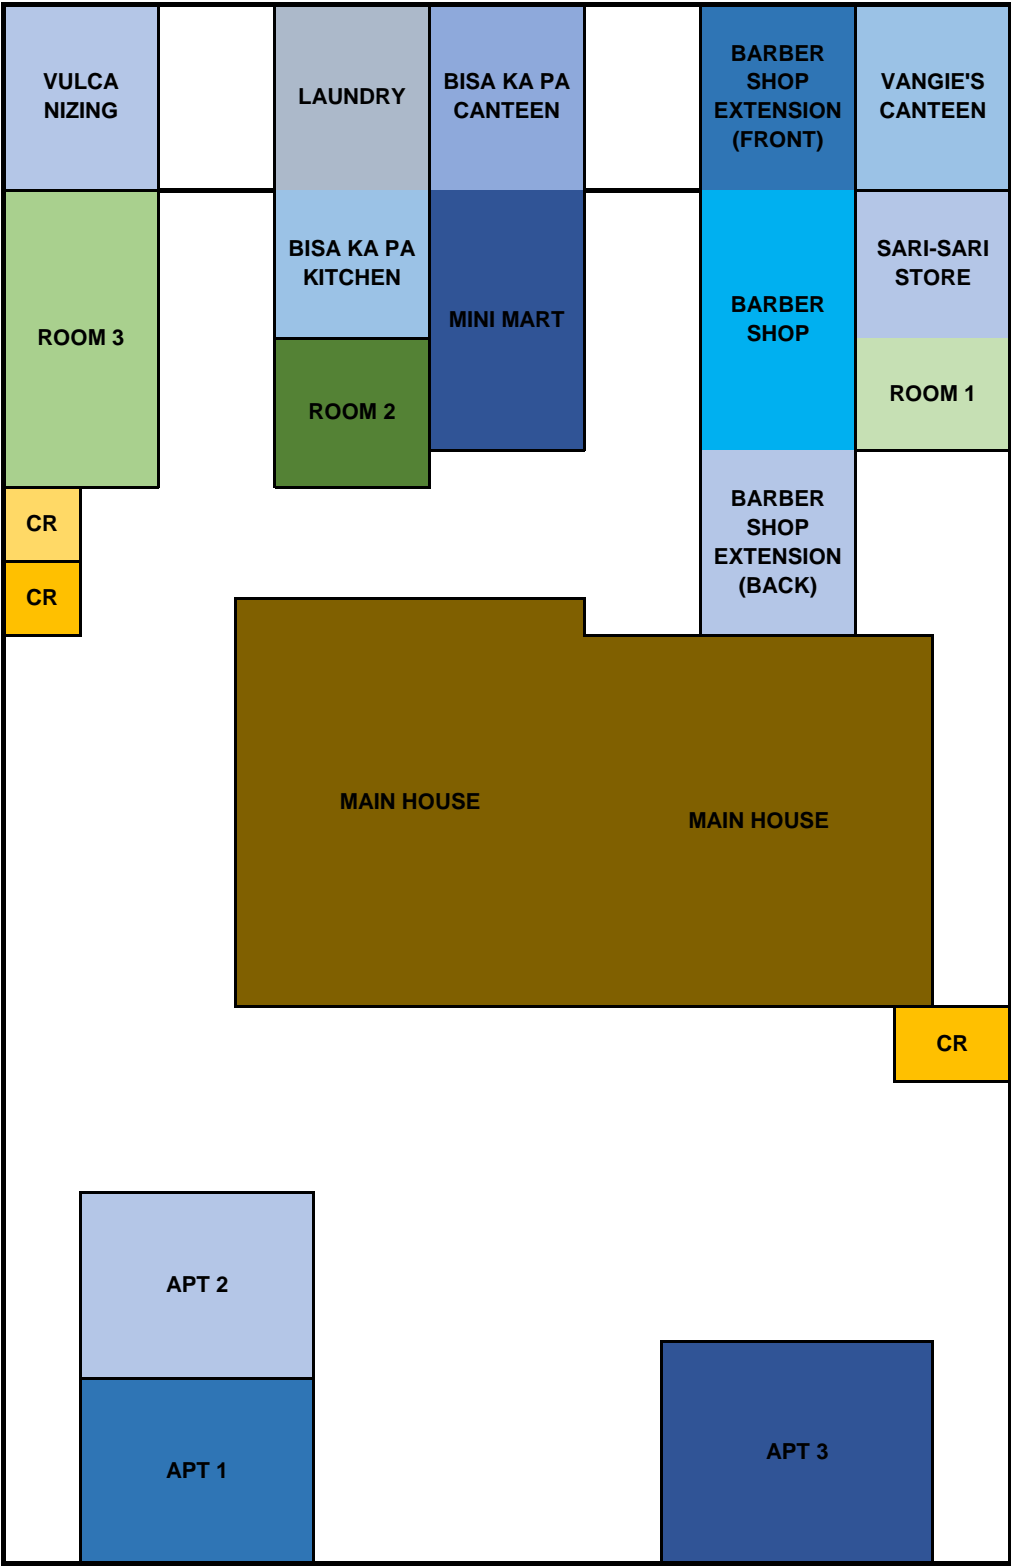 VULCA
NIZING
LAUNDRY
BISA KA PA
CANTEEN
BARBER
SHOP
EXTENSION
(FRONT)
VANGIE'S
CANTEEN
ROOM 3
BISA KA PA
KITCHEN
MINI MART
BARBER
SHOP
SARI-SARI
STORE
ROOM 2
ROOM 1
CR
CR
BARBER
SHOP
EXTENSION
(BACK)
MAIN HOUSE
MAIN HOUSE
CR
APT 2
APT 1
APT 3